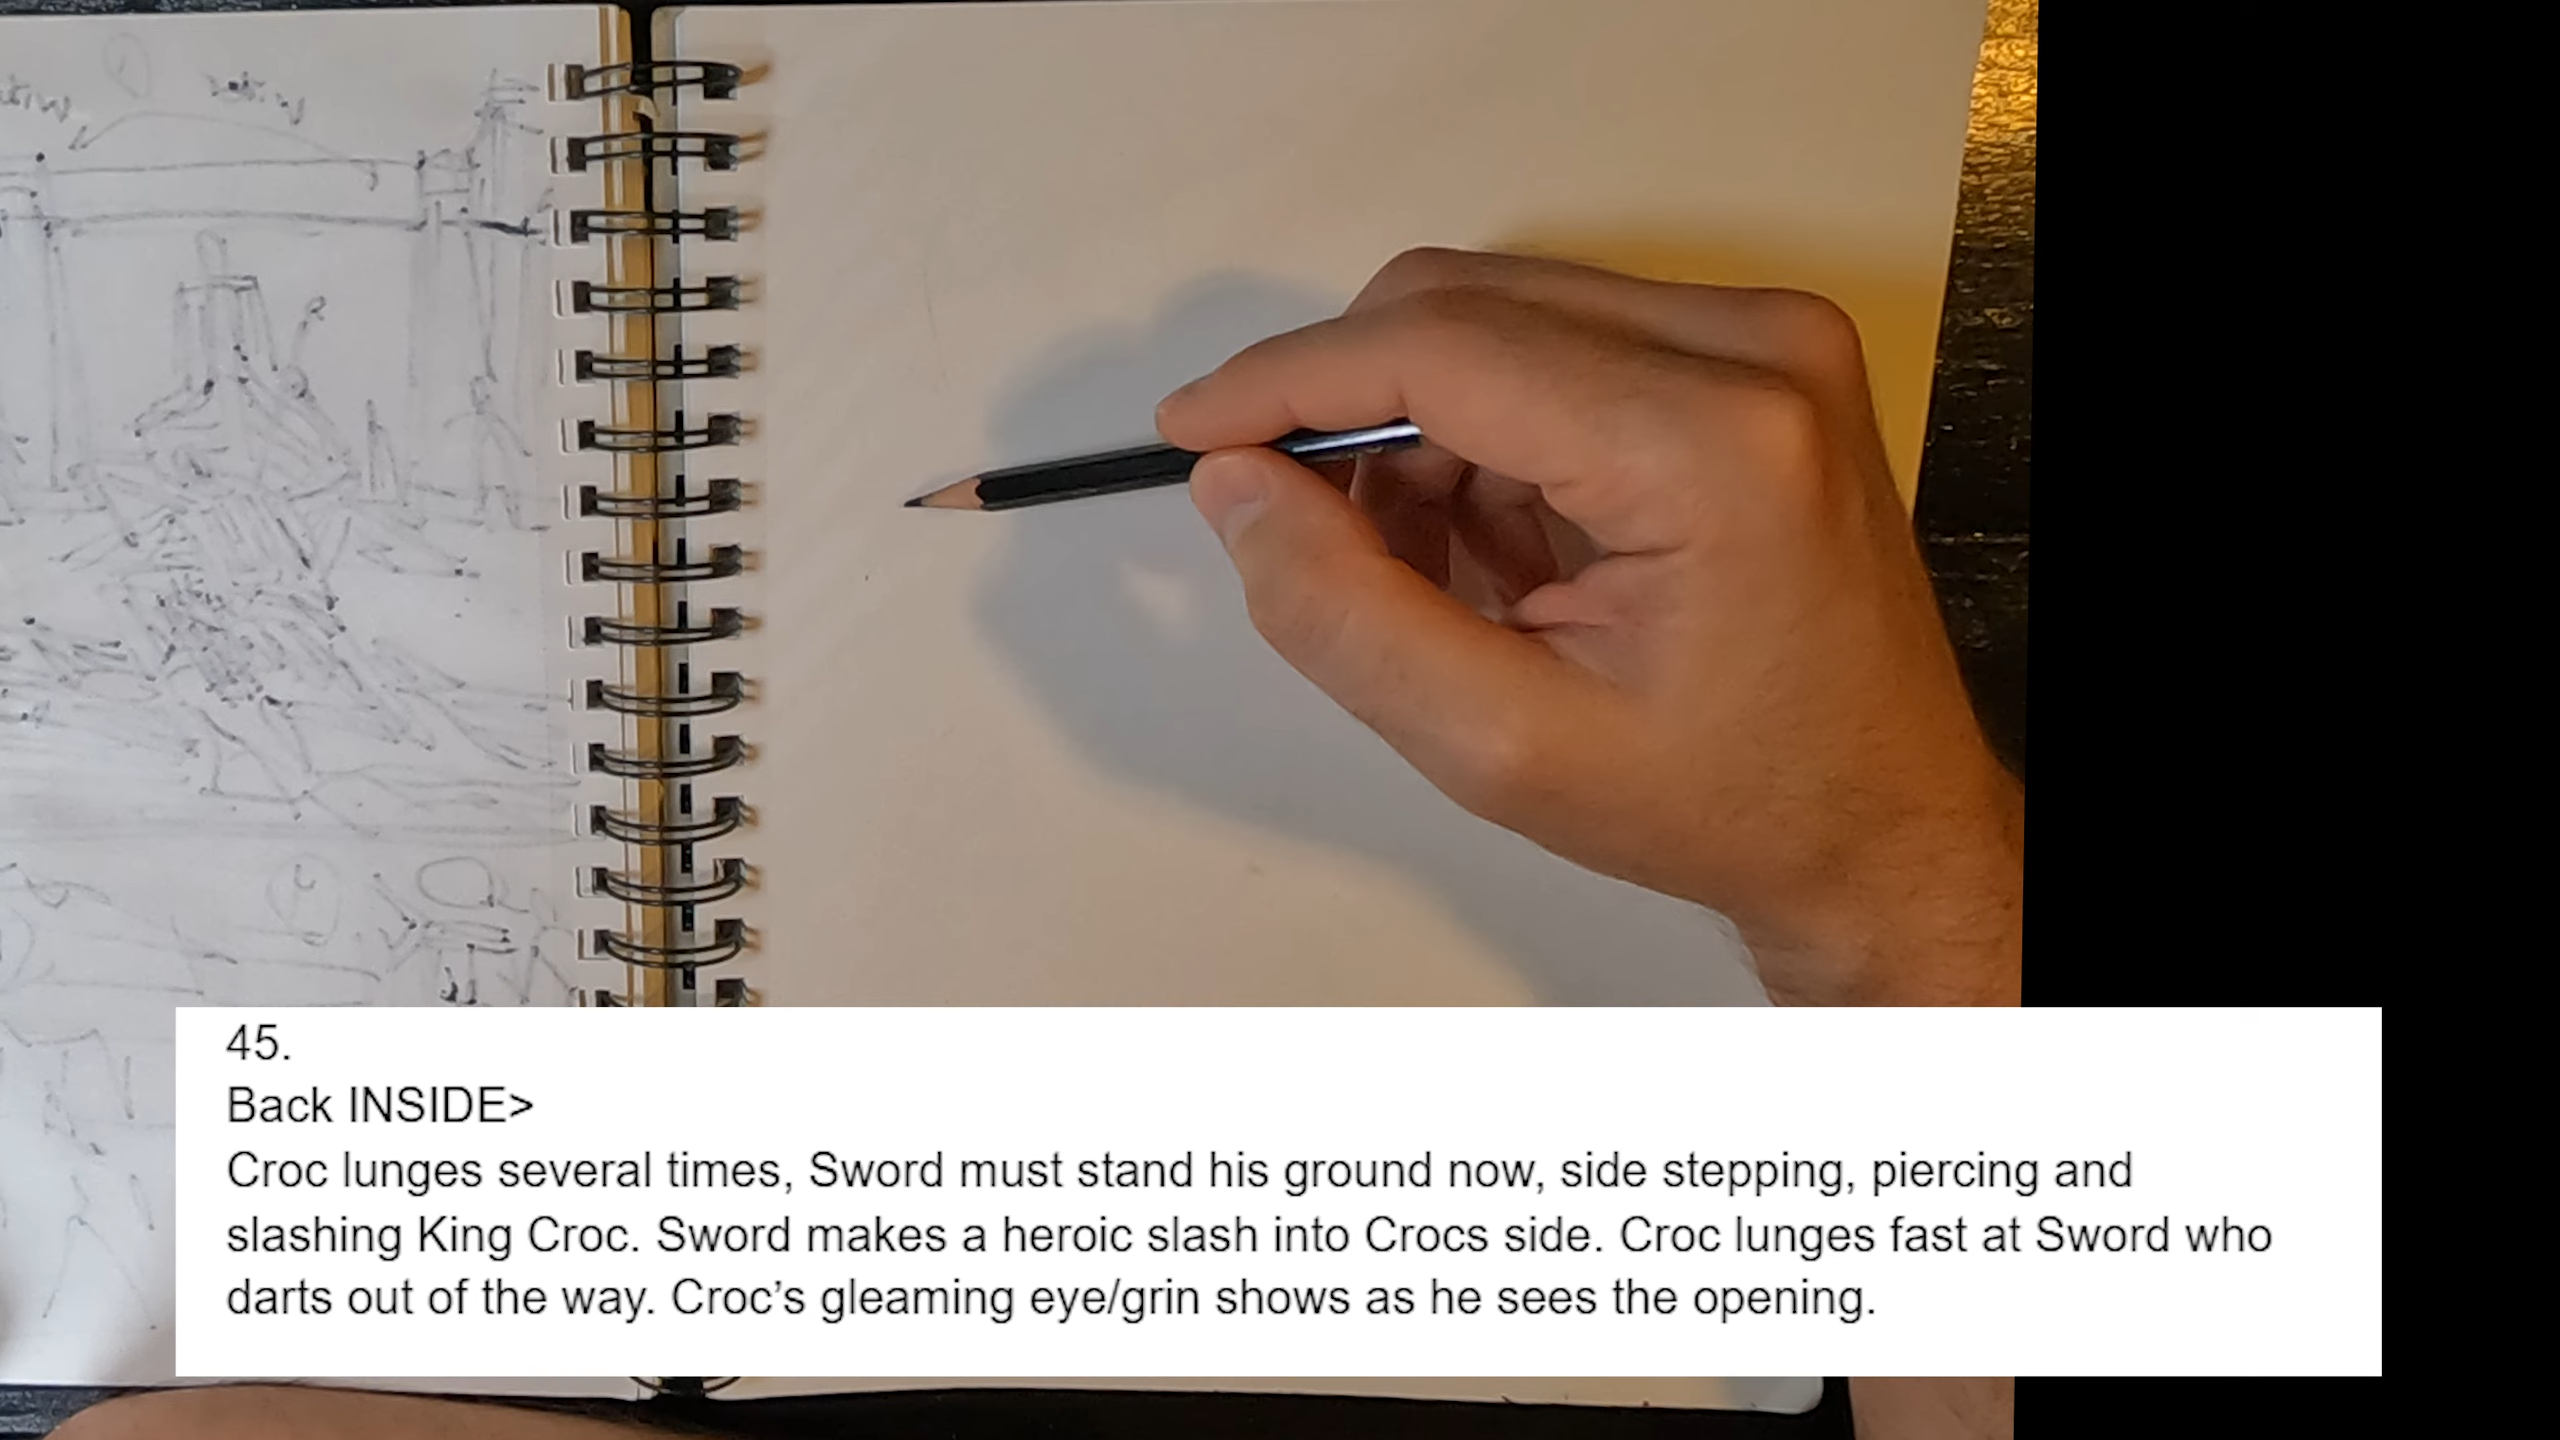 45.
Back INSIDE>
Croc lunges several times, Sword must stand his ground now, side stepping, piercing and
slashing King Croc. Sword makes a heroic slash into Crocs side. Croc lunges fast at Sword who
darts out of the way. Croc’s gleaming eye/grin shows as he sees the opening.